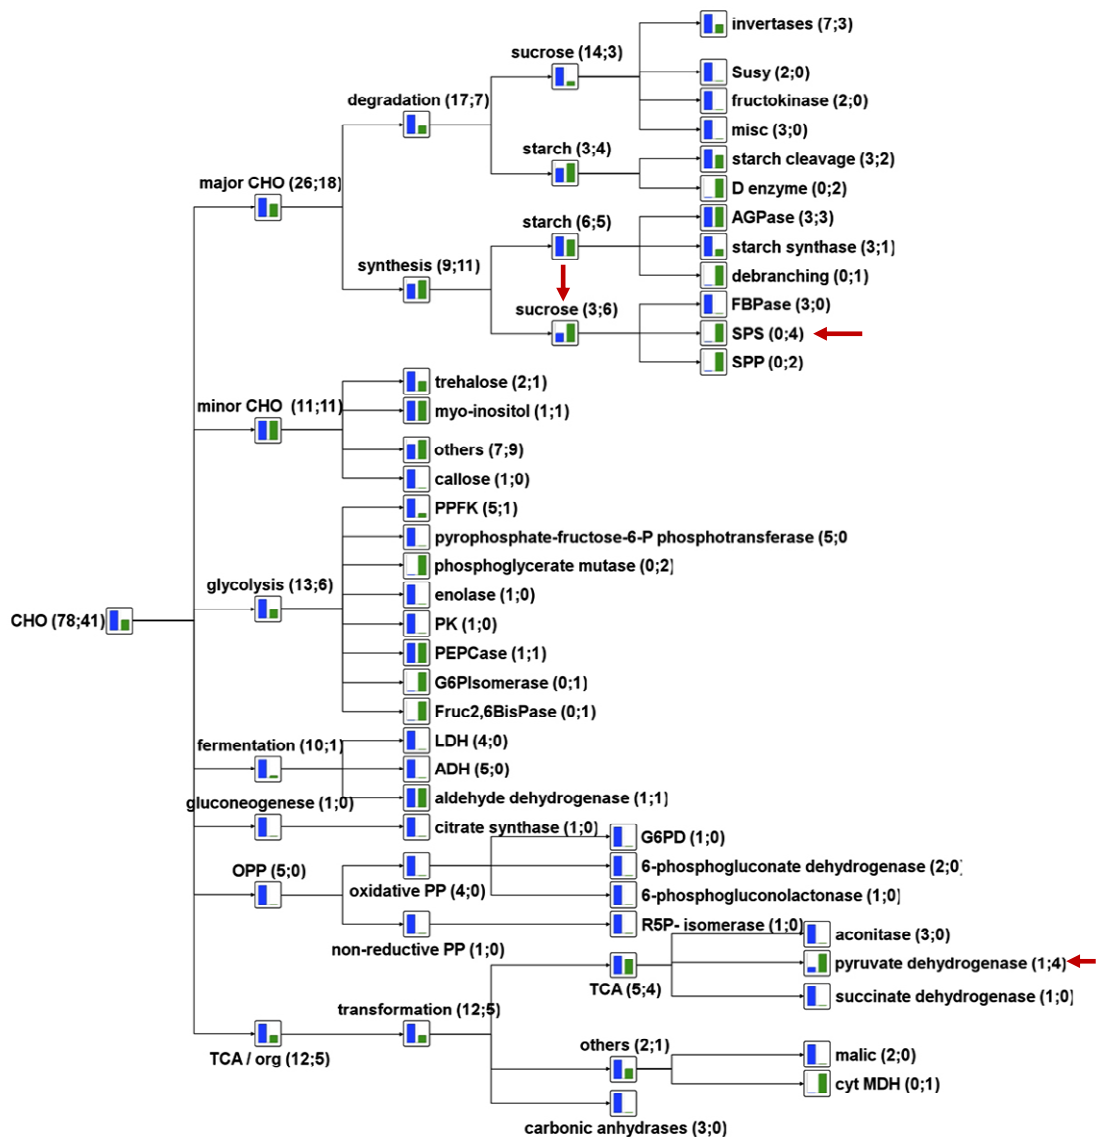 invertases (7;3)
sucrose (14;3)
Susy (2;0)
fructokinase (2;0)
degradation (17;7)
misc (3;0)
starch (3;4)
starch cleavage (3;2)
major CHO (26;18)
D enzyme (0;2)
AGPase (3;3)
starch (6;5)
starch synthase (3;1)
synthesis (9;11)
debranching (0;1)
sucrose (3;6)
FBPase (3;0)
SPS (0;4)
SPP (0;2)
trehalose (2;1)
minor CHO (11;11)
myo-inositol (1;1)
others (7;9)
callose (1;0)
PPFK (5;1)
pyrophosphate-fructose-6-P phosphotransferase (5;0
phosphoglycerate mutase (0;2)
glycolysis (13;6)
enolase (1;0)
CHO (78;41)
PK (1;0)
PEPCase (1;1)
G6PIsomerase (0;1)
Fruc2,6BisPase (0;1)
fermentation (10;1)
LDH (4;0)
ADH (5;0)
aldehyde dehydrogenase (1;1)
gluconeogenese (1;0)
citrate synthase (1;0)
G6PD (1;0)
OPP (5;0)
6-phosphogluconate dehydrogenase (2;0)
oxidative PP (4;0)
6-phosphogluconolactonase (1;0)
R5P- isomerase (1;0)
non-reductive PP (1;0)
aconitase (3;0)
pyruvate dehydrogenase (1;4)
TCA (5;4)
succinate dehydrogenase (1;0)
transformation (12;5)
TCA / org (12;5)
others (2;1)
malic (2;0)
cyt MDH (0;1)
carbonic anhydrases (3;0)